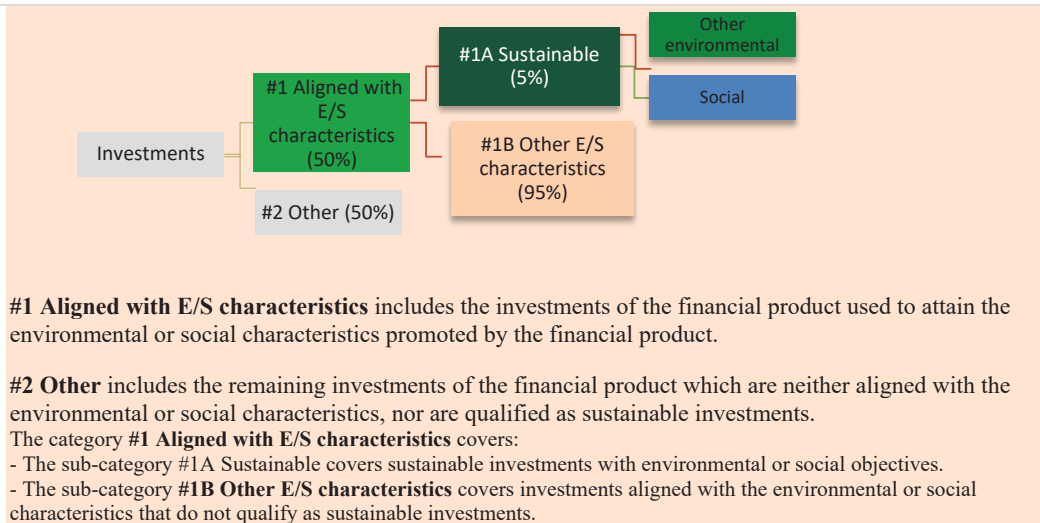 Other
environmental
#1A Sustainable
(5%)
Social
#1 Aligned with
E/S
characteristics
(50%)
Investments
#1B Other E/S
characteristics
(95%)
#2 Other (50%)
#1 Aligned with E/S characteristics includes the investments of the financial product used to attain the
environmental or social characteristics promoted by the financial product.
#2 Other includes the remaining investments of the financial product which are neither aligned with the
environmental or social characteristics, nor are qualified as sustainable investments.
The category #1 Aligned with E/S characteristics covers:
- The sub-category #1A Sustainable covers sustainable investments with environmental or social objectives.
- The sub-category #1B Other E/S characteristics covers investments aligned with the environmental or social
characteristics that do not qualify as sustainable investments.